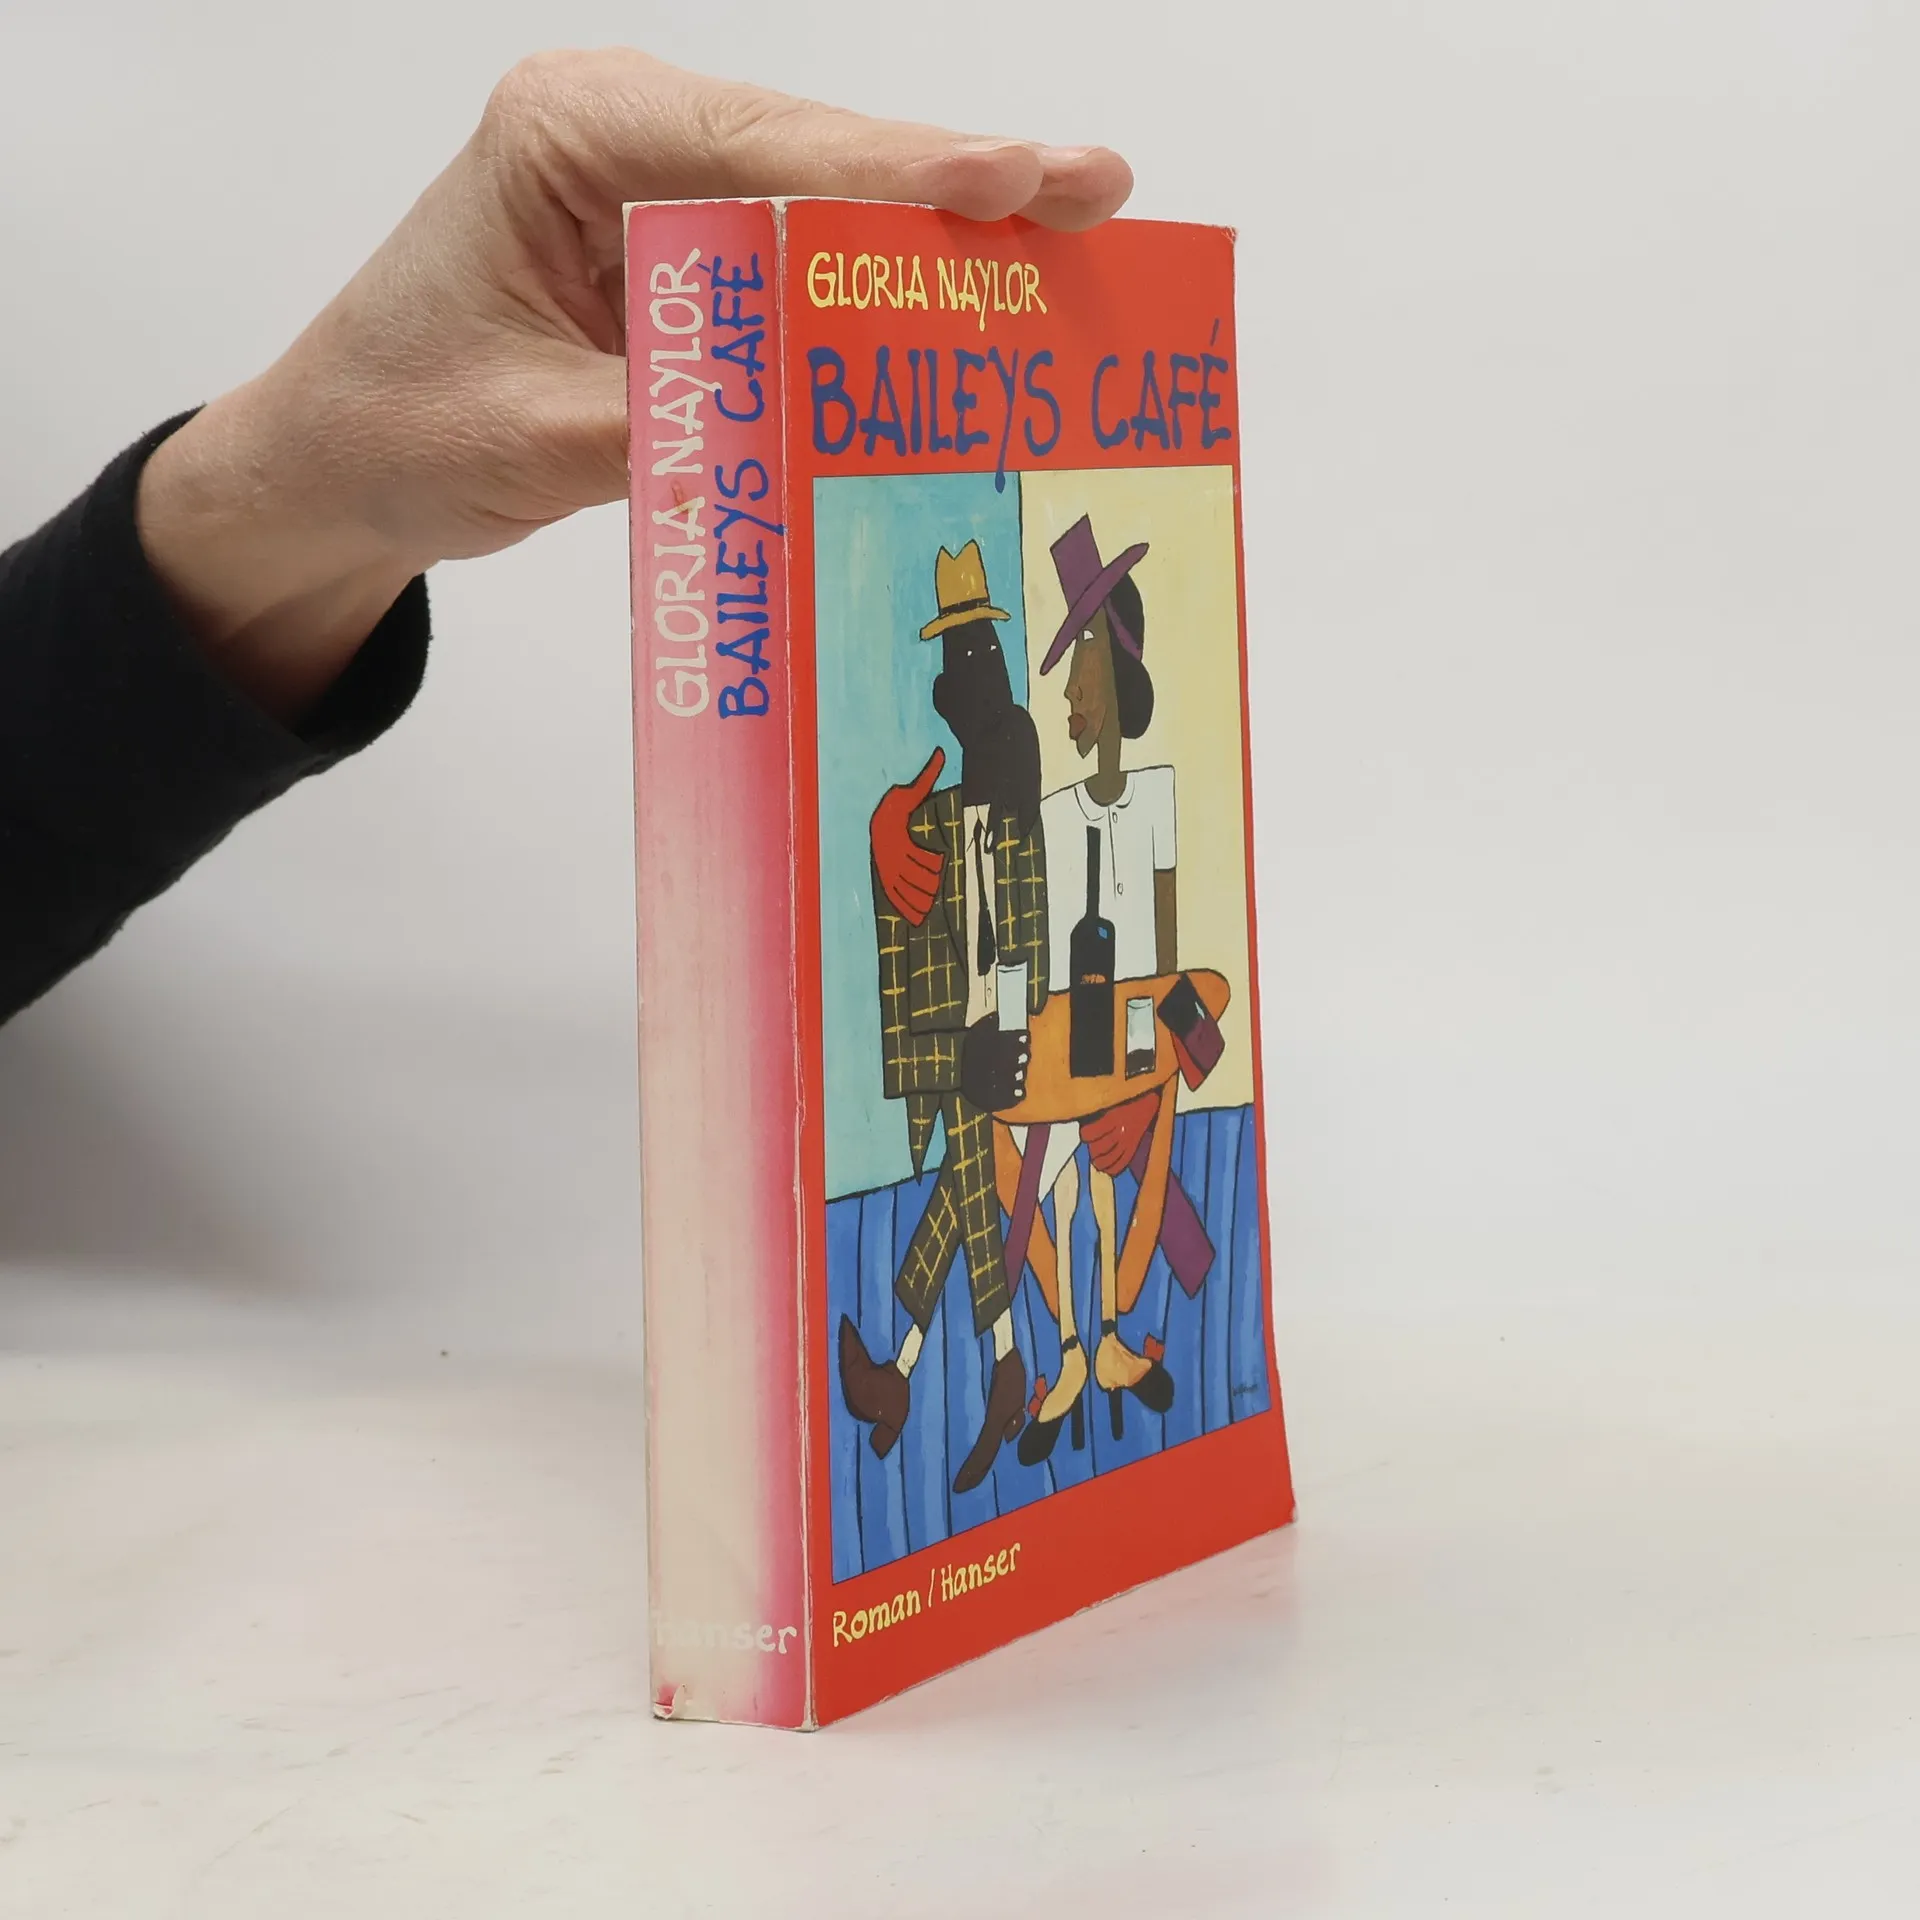 GLORIA NAYLOR
BAILEYS CAFÉ
Hanser
GLORIA NAYLOR
BAILEYS CAFÉ
Roman / Hanser